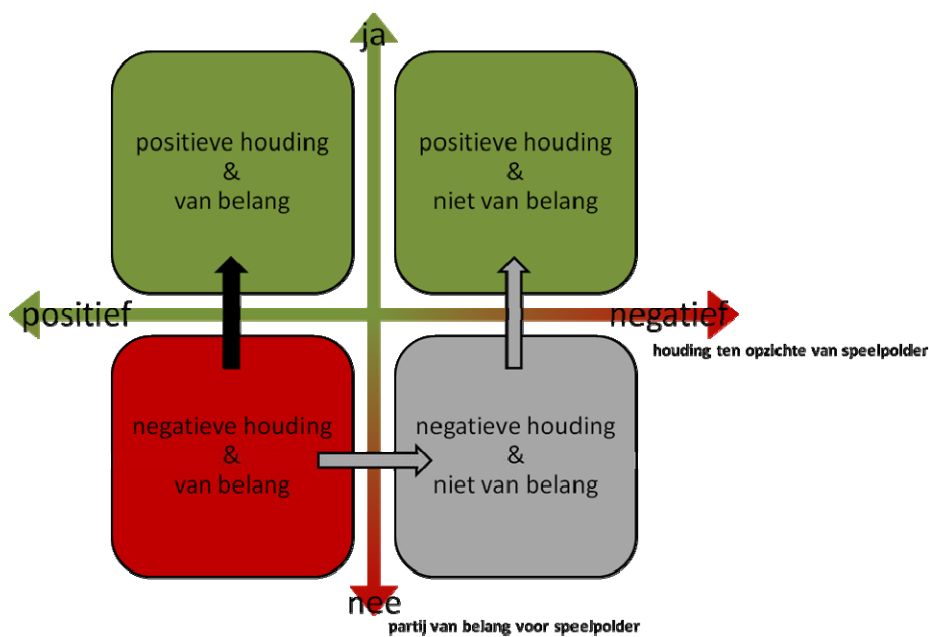 ja
positieve houding
&
van belang
positieve houding
&
niet van belang
positief
negatief
houding ten opzichte van speelpolder
negatieve houding
&
van belang
negatieve houding
&
niet van belang
nee
partij van belang voor speelpolder